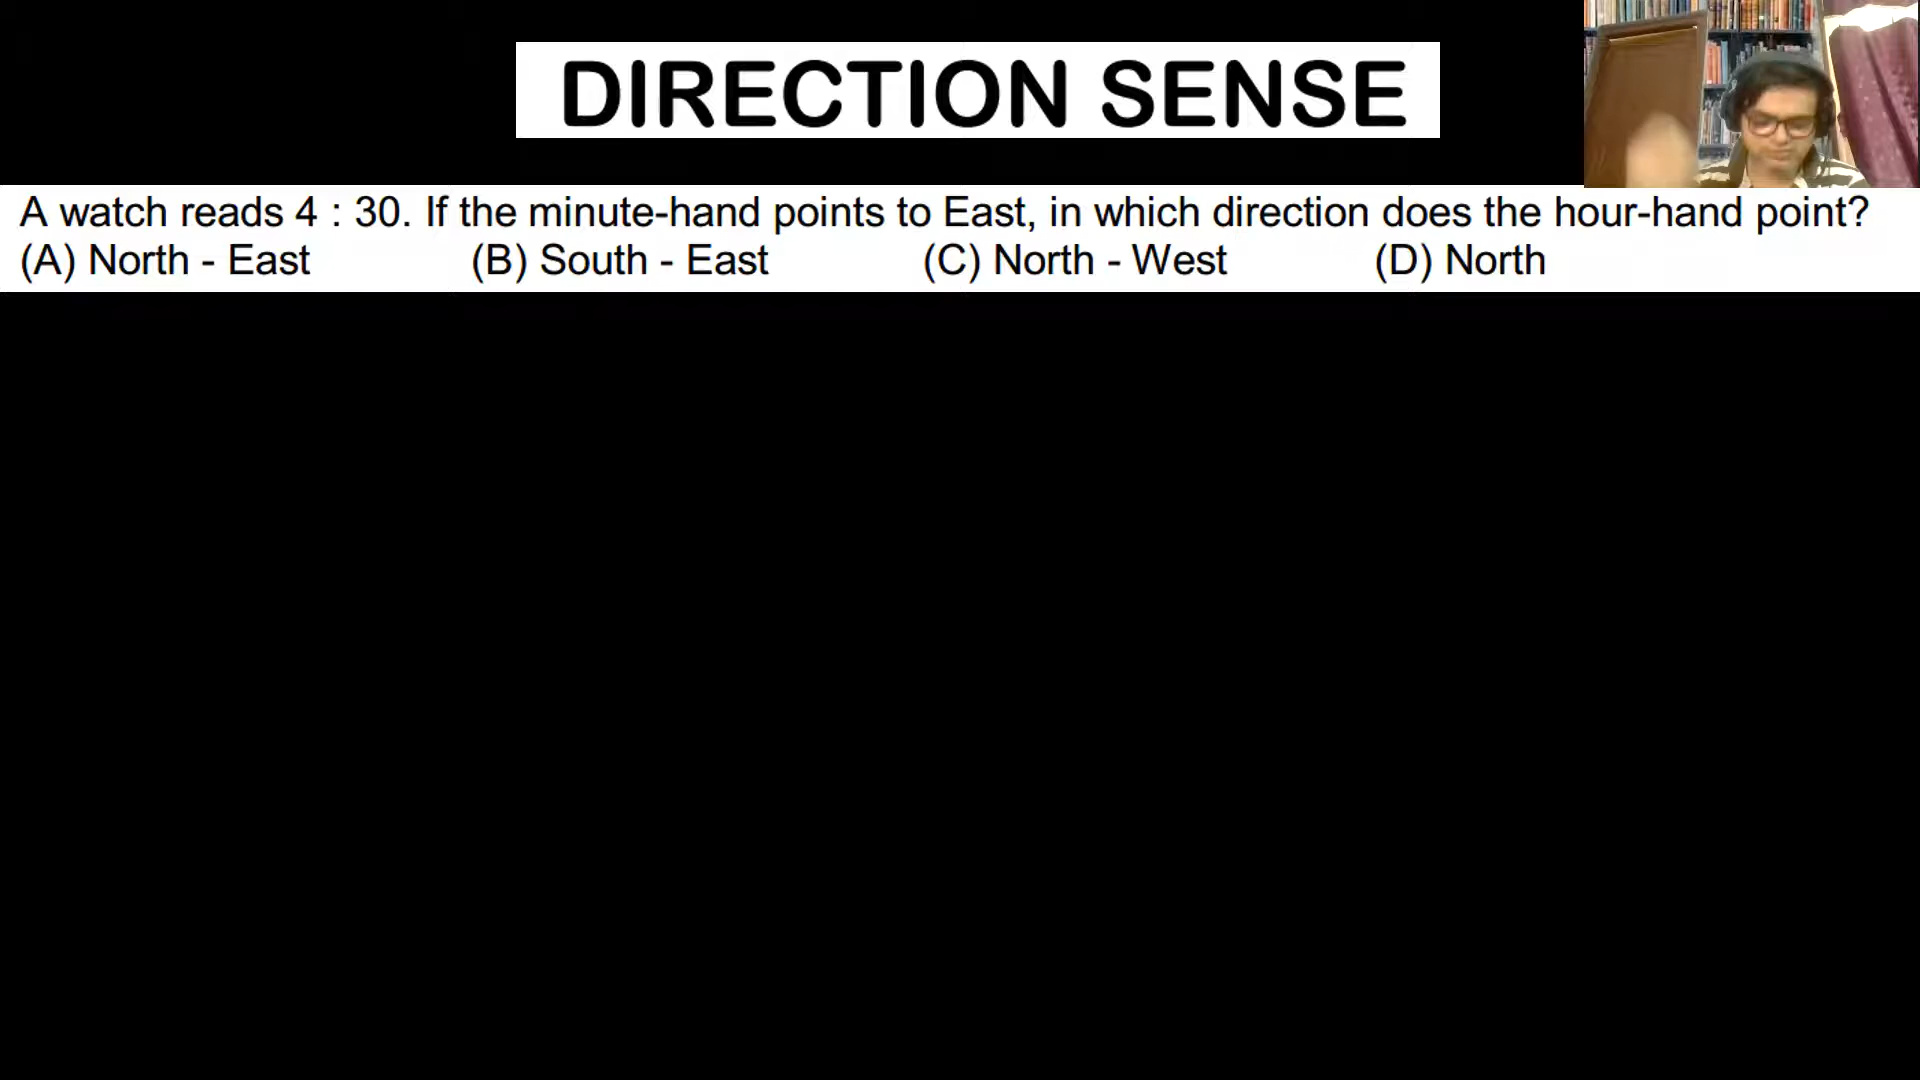 DIRECTION SENSE
A watch reads 4 : 30. If the minute-hand points to East, in which direction does the hour-hand point?
(A) North - East (B) South - East (C) North - West (D) North